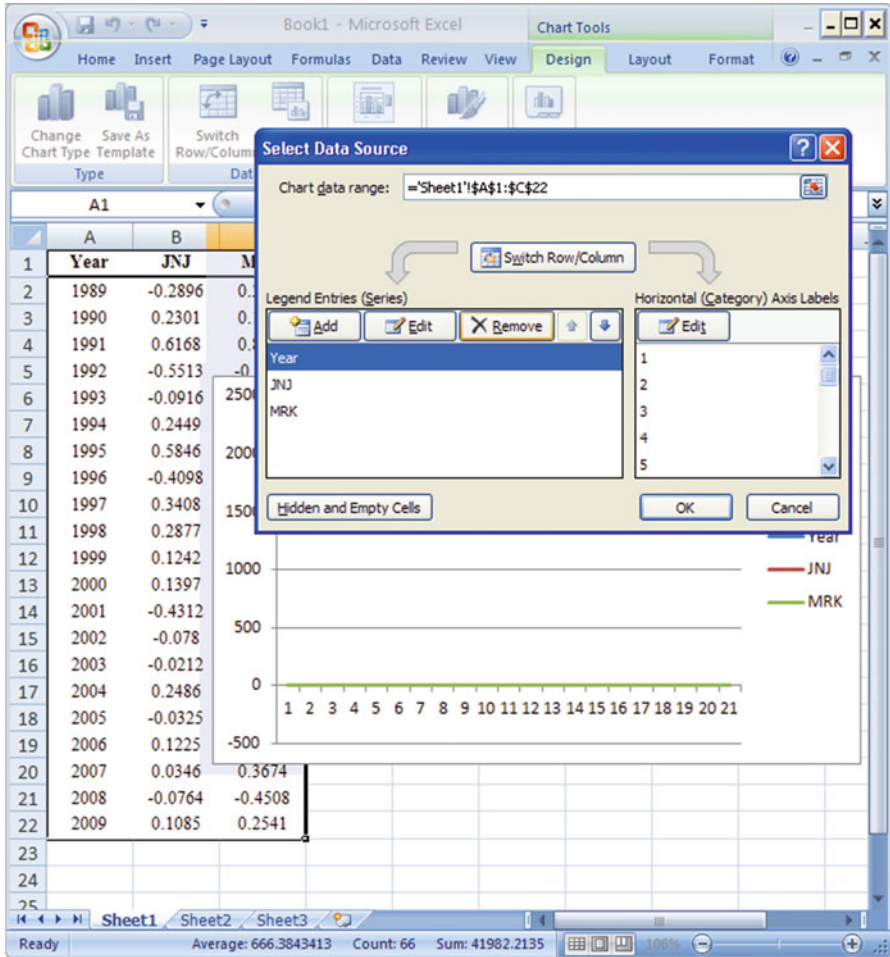 Book1 - Microsoft Excel
Chart Tools
Home Insert Page Layout Formulas Data Review View Design Layout Format
Change Chart Type
Save As Template
Switch
Type
Select Data Source
Chart data range: ='Sheet1'!$A$1:$C$22
Switch Row/Column
Legend Entries (Series)
Add Edit Remove
Year
JNJ
MRK
Horizontal (Category) Axis Labels
Edit
1
2
3
4
5
Hidden and Empty Cells
OK Cancel
A1
A B
1 Year JNJ
2 1989 -0.2896
3 1990 0.2301
4 1991 0.6168
5 1992 -0.5513
6 1993 -0.0916
7 1994 0.2449
8 1995 0.5846
9 1996 -0.4098
10 1997 0.3408
11 1998 0.2877
12 1999 0.1242
13 2000 0.1397
14 2001 -0.4312
15 2002 -0.078
16 2003 -0.0212
17 2004 0.2486
18 2005 -0.0325
19 2006 0.1225
20 2007 0.0346 0.3674
21 2008 -0.0764 -0.4508
22 2009 0.1085 0.2541
23
24
25
1000
500
0
-500
1 2 3 4 5 6 7 8 9 10 11 12 13 14 15 16 17 18 19 20 21
Year
JNJ
MRK
Sheet1 Sheet2 Sheet3
Ready Average: 666.3843413 Count: 66 Sum: 41982.2135 106%